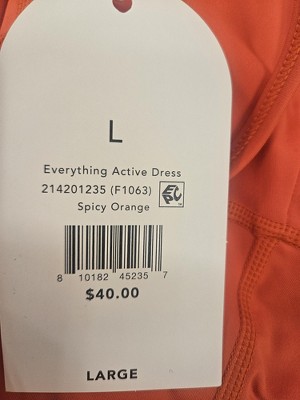 L
Everything Active Dress
214201235 (F1063)
Spicy Orange
8 10182 45235 7
$40.00
LARGE